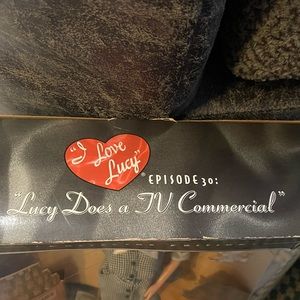 "I Love
Lucy"®
EPISODE 30:
"Lucy Does a TV Commercial"